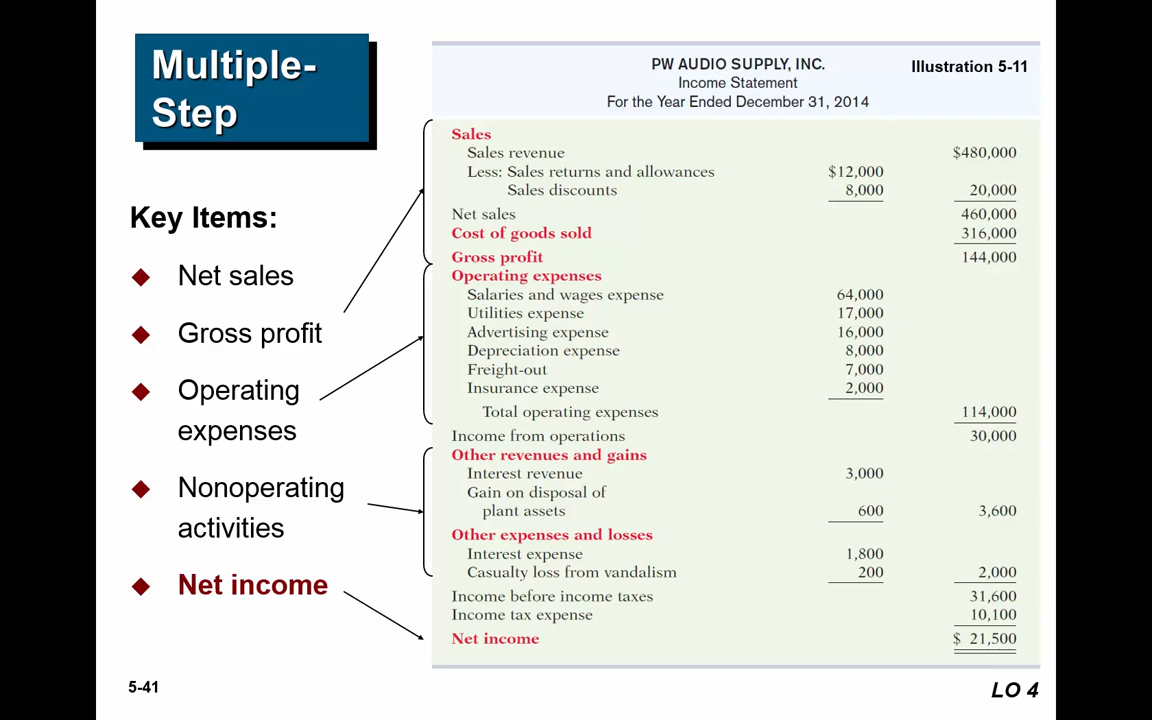 Multiple-
Step
Key Items:
Net sales
Gross profit
Operating
expenses
Nonoperating
activities
Net income
5-41
PW AUDIO SUPPLY, INC.
Illustration 5-11
Income Statement
For the Year Ended December 31, 2014
Sales
Sales revenue $480,000
Less: Sales returns and allowances $12,000
Sales discounts 8,000 20,000
Net sales 460,000
Cost of goods sold 316,000
Gross profit 144,000
Operating expenses
Salaries and wages expense 64,000
Utilities expense 17,000
Advertising expense 16,000
Depreciation expense 8,000
Freight-out 7,000
Insurance expense 2,000
Total operating expenses 114,000
Income from operations 30,000
Other revenues and gains
Interest revenue 3,000
Gain on disposal of
plant assets 600 3,600
Other expenses and losses
Interest expense 1,800
Casualty loss from vandalism 200 2,000
Income before income taxes 31,600
Income tax expense 10,100
Net income $ 21,500
LO 4